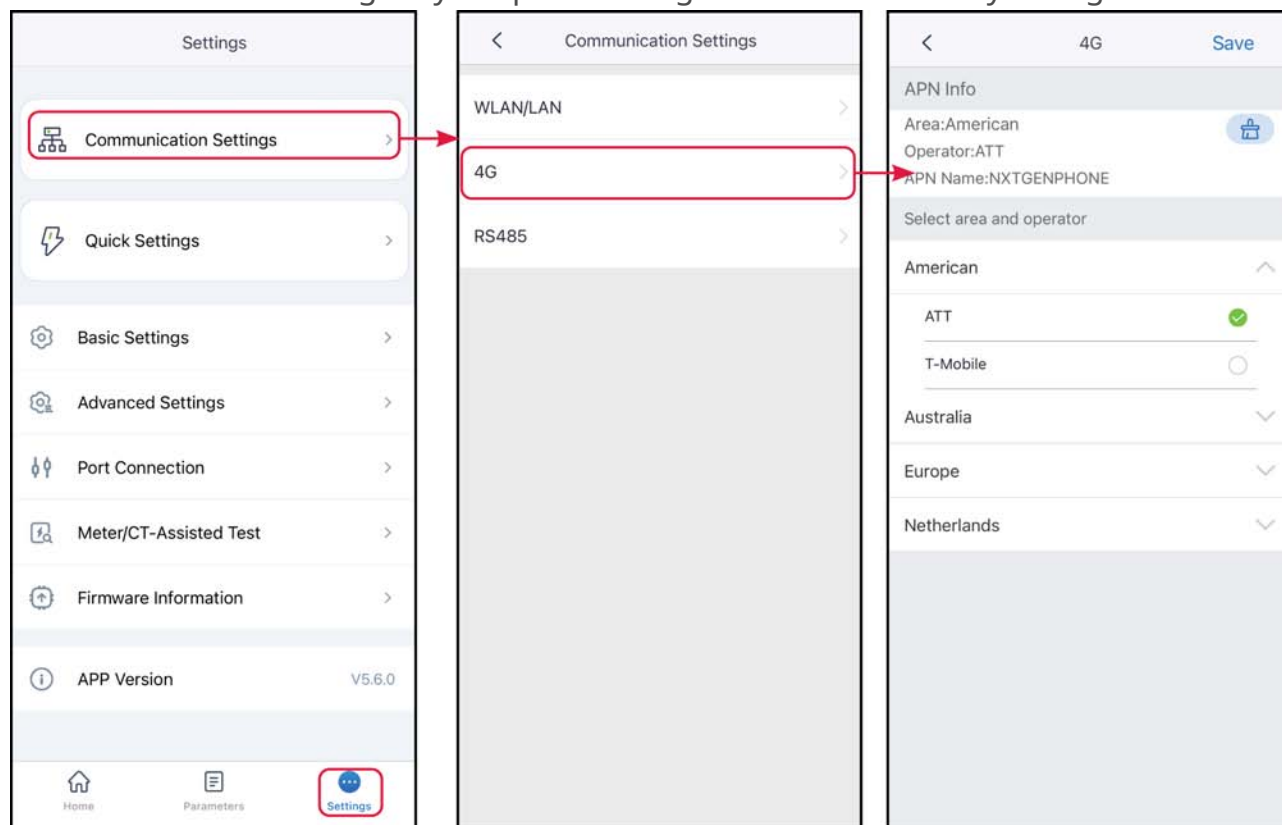 Settings
Communication Settings
Quick Settings
Basic Settings
Advanced Settings
Port Connection
Meter/CT-Assisted Test
Firmware Information
APP Version V5.6.0
Home Parameters Settings
Communication Settings
WLAN/LAN
4G
RS485
4G Save
APN Info
Area:American
Operator:ATT
APN Name:NXTGENPHONE
Select area and operator
American
ATT
T-Mobile
Australia
Europe
Netherlands